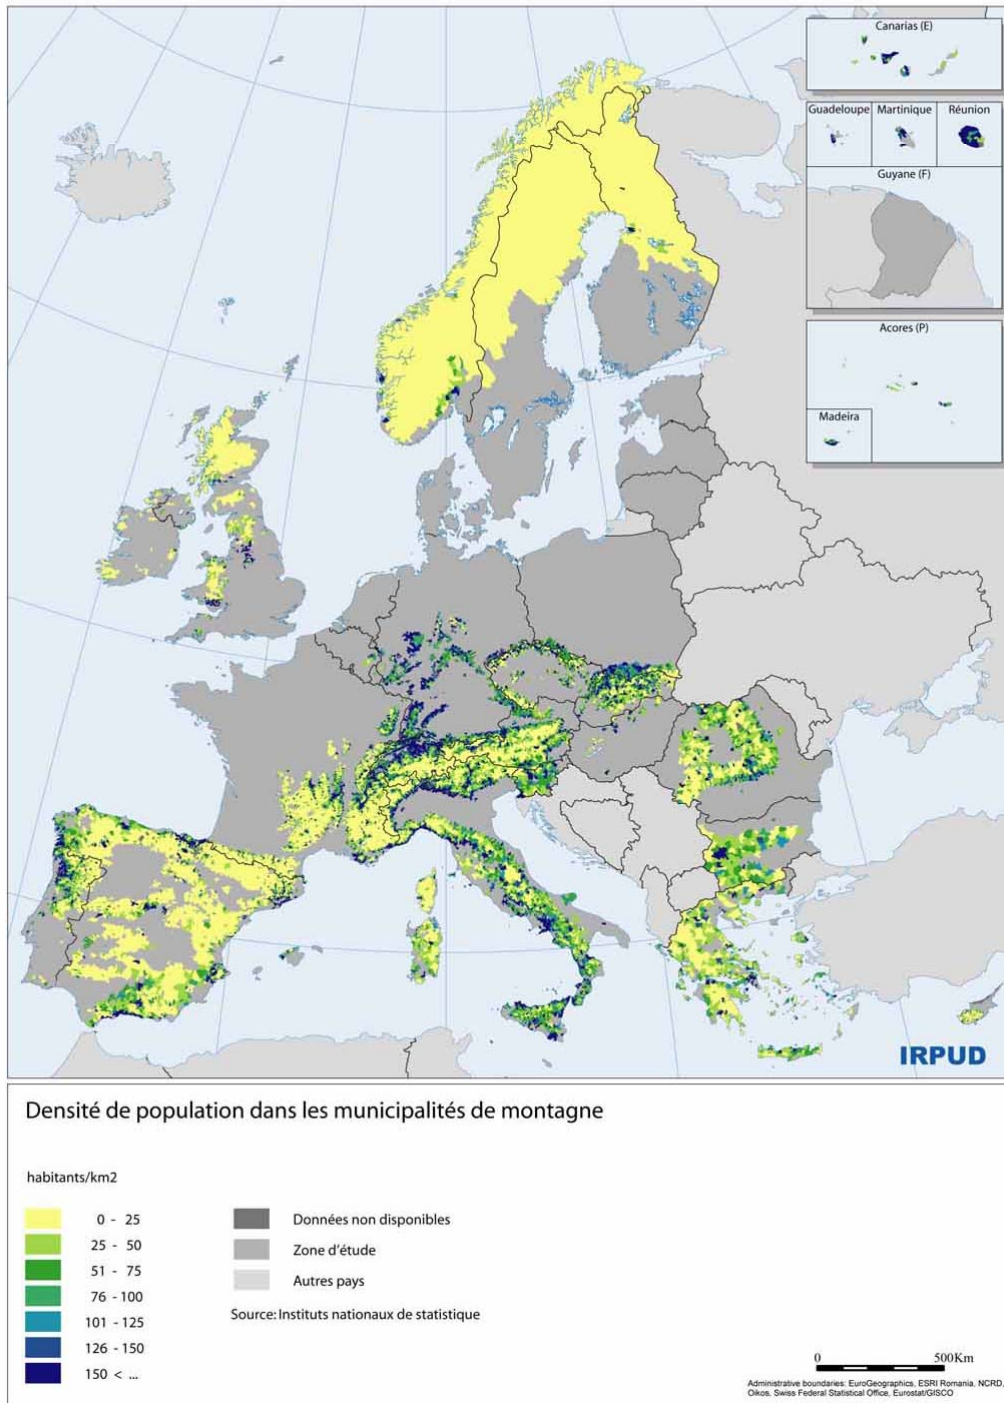 Canarias (E)
Guadeloupe
Martinique
Réunion
Guyane (F)
Acores (P)
Madeira
IRPUD
Densité de population dans les municipalités de montagne
habitants/km2
0 - 25
25 - 50
51 - 75
76 - 100
101 - 125
126 - 150
150 < ...
Données non disponibles
Zone d'étude
Autres pays
Source: Instituts nationaux de statistique
0 500Km
Administrative boundaries: EuroGeographics, ESRI Romania, NCRD,
Oikos, Swiss Federal Statistical Office, Eurostat/GISCO